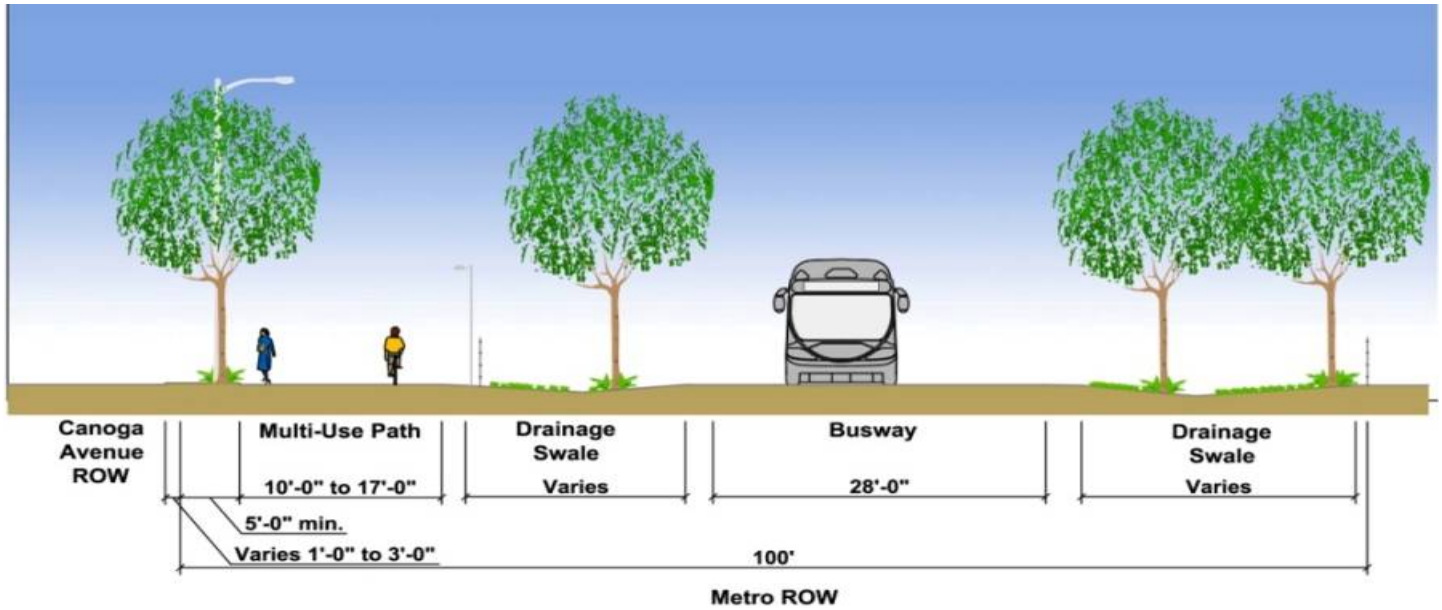 Canoga
Avenue
ROW
Multi-Use Path
Drainage
Swale
Busway
Drainage
Swale
10'-0" to 17'-0"
Varies
28'-0"
Varies
5'-0" min.
Varies 1'-0" to 3'-0"
100'
Metro ROW